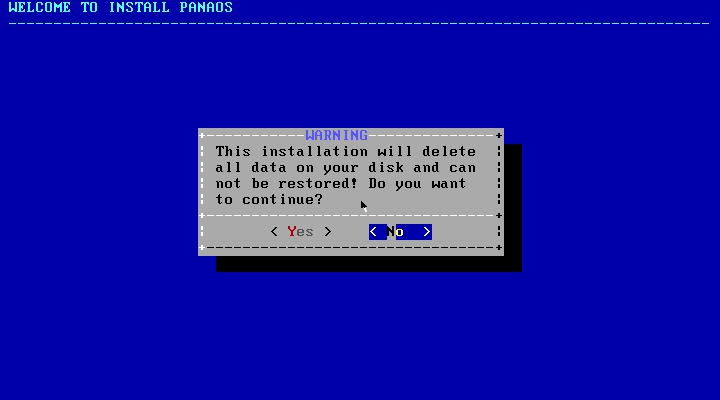 WELCOME TO INSTALL PANAOS
WARNING
This installation will delete
all data on your disk and can
not be restored! Do you want
to continue?
< Yes > < No >